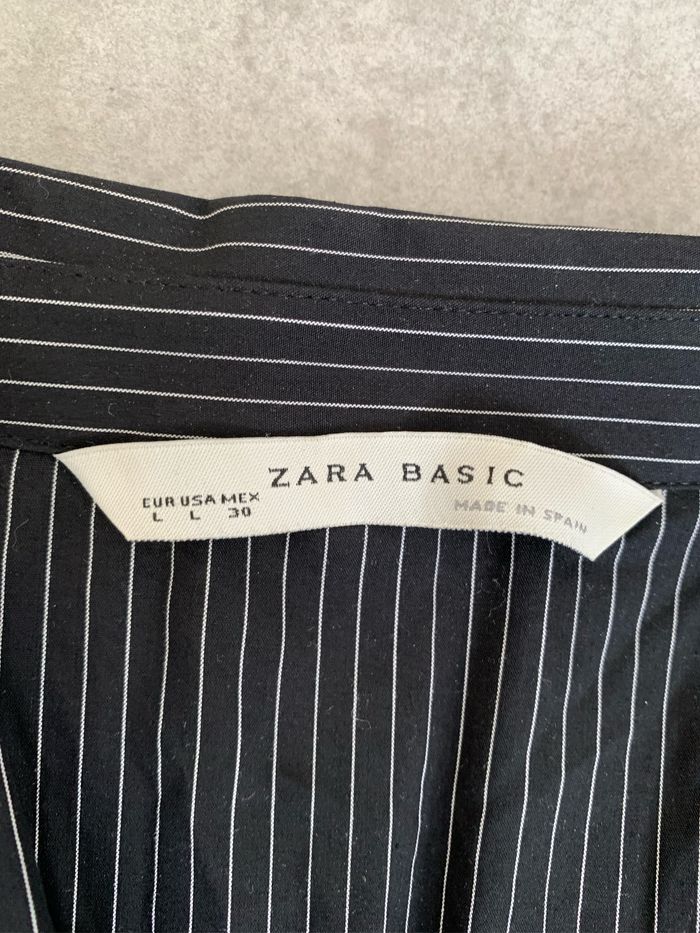 ZARA BASIC
EUR USA MEX
L L 30
MADE IN SPAIN